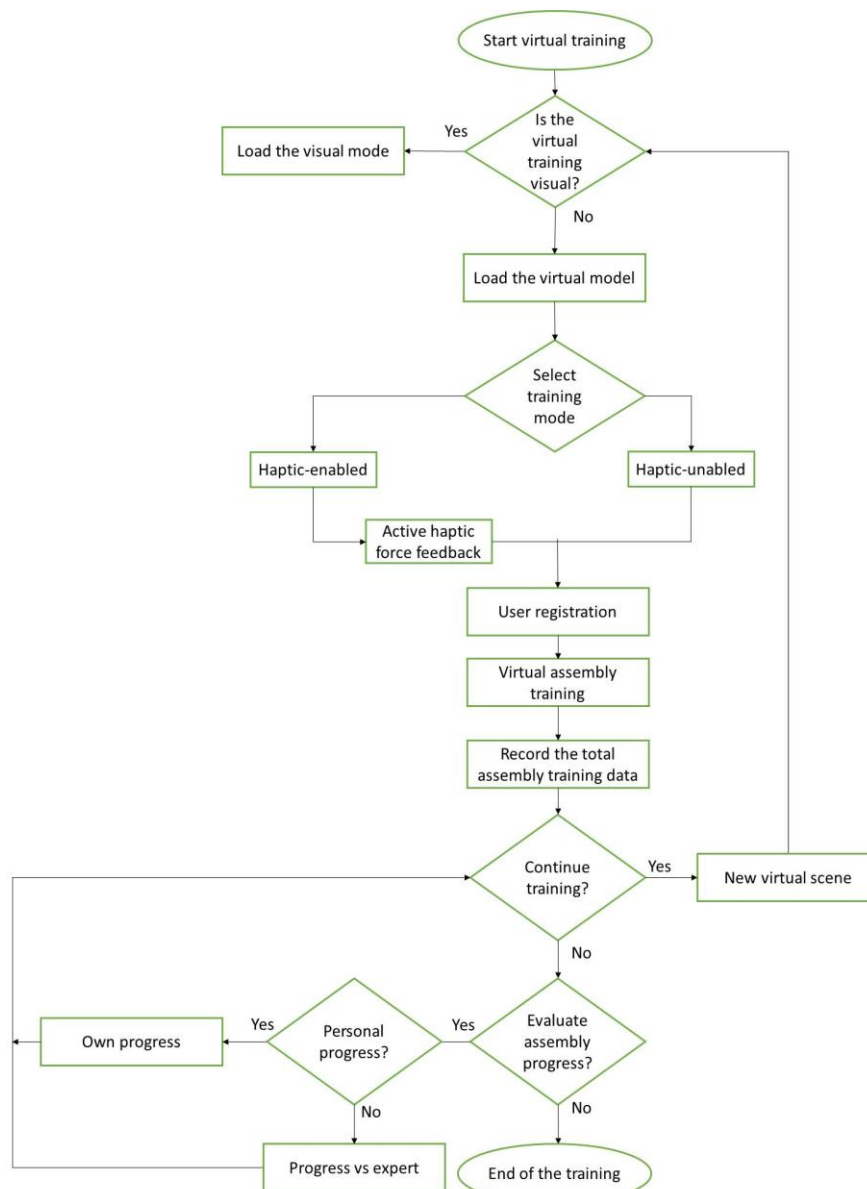 Start virtual training
Is the
virtual
training
visual?
Yes
Load the visual mode
No
Load the virtual model
Select
training
mode
Haptic-enabled
Haptic-unabled
Active haptic
force feedback
User registration
Virtual assembly
training
Record the total
assembly training data
Continue
training?
Yes
New virtual scene
No
Evaluate
assembly
progress?
Yes
Personal
progress?
Yes
Own progress
No
No
Progress vs expert
End of the training